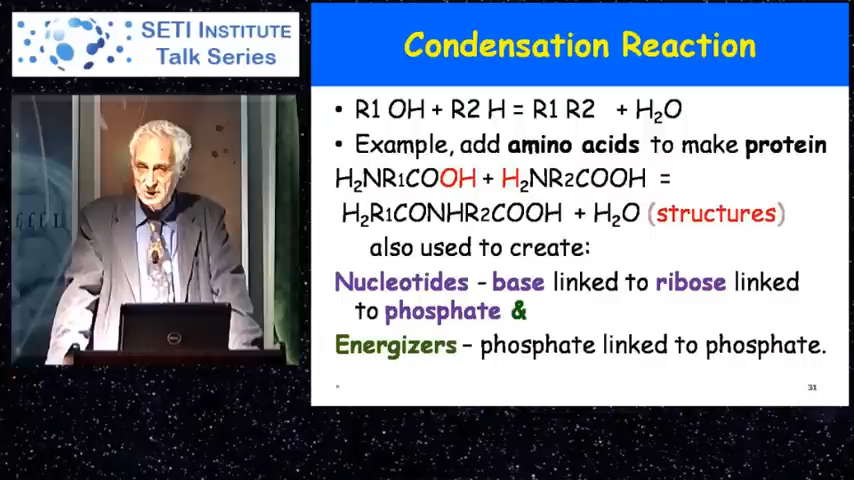 SETI INSTITUTE
Talk Series
Condensation Reaction
• R1 OH + R2 H = R1 R2 + H₂O
• Example, add amino acids to make protein
H₂NR1COOH + H₂NR2COOH =
H₂R1CONHR2COOH + H₂O (structures)
also used to create:
Nucleotides - base linked to ribose linked
to phosphate &
Energizers – phosphate linked to phosphate.
31
DELL